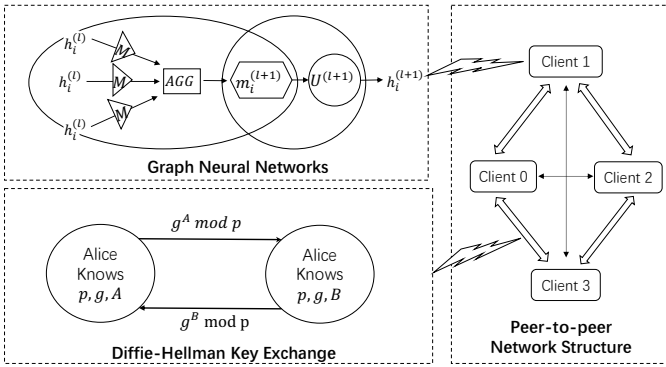 h_i^{(l)}
M
h_i^{(l)}
M
AGG
m_i^{(l+1)}
U^{(l+1)}
h_i^{(l+1)}
h_i^{(l)}
M
Graph Neural Networks
g^A mod p
Alice
Knows
p, g, A
Alice
Knows
p, g, B
g^B mod p
Diffie-Hellman Key Exchange
Client 1
Client 0
Client 2
Client 3
Peer-to-peer
Network Structure